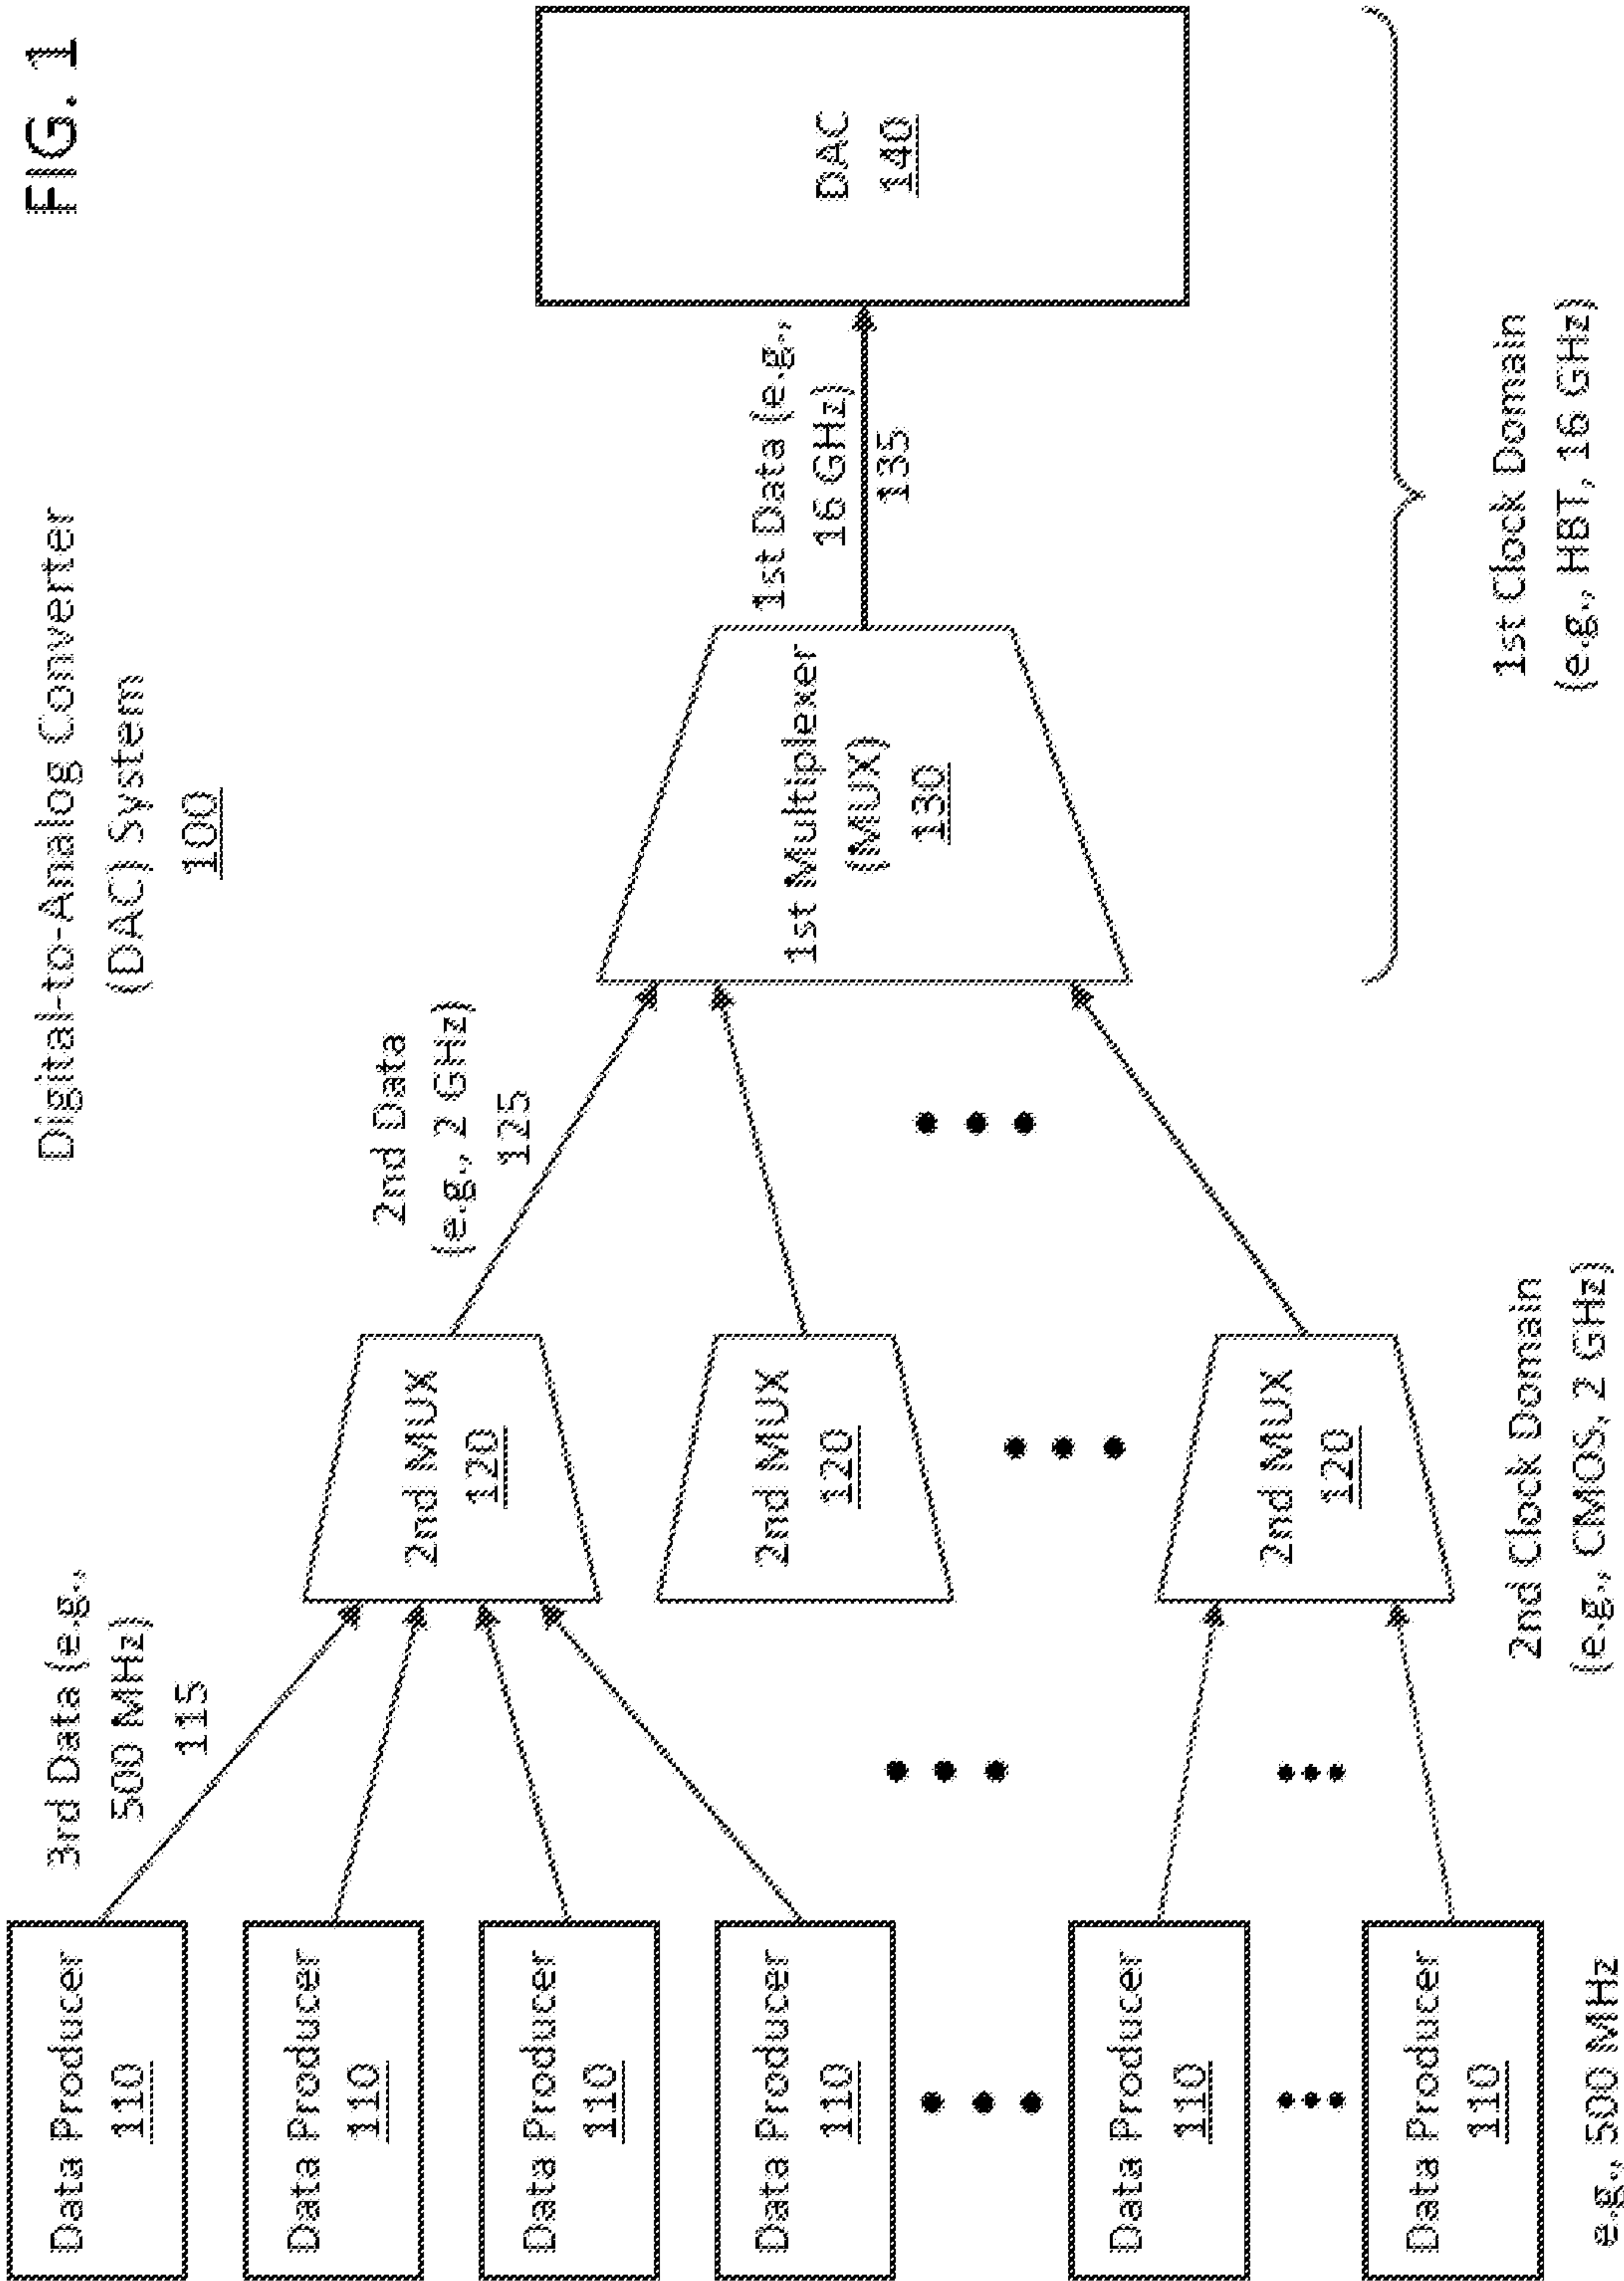 FIG. 1
Digital-to-Analog Converter
(DAC) System
100
3rd Data (e.g.,
500 MHz)
115
2nd Data
(e.g., 2 GHz)
125
1st Data (e.g.,
16 GHz)
135
Data Producer
110
Data Producer
110
Data Producer
110
Data Producer
110
Data Producer
110
Data Producer
110
2nd MUX
120
2nd MUX
120
2nd MUX
120
1st Multiplexer
(MUX)
130
DAC
140
e.g., 500 MHz
2nd Clock Domain
(e.g., CMOS, 2 GHz)
1st Clock Domain
(e.g., HBT, 16 GHz)